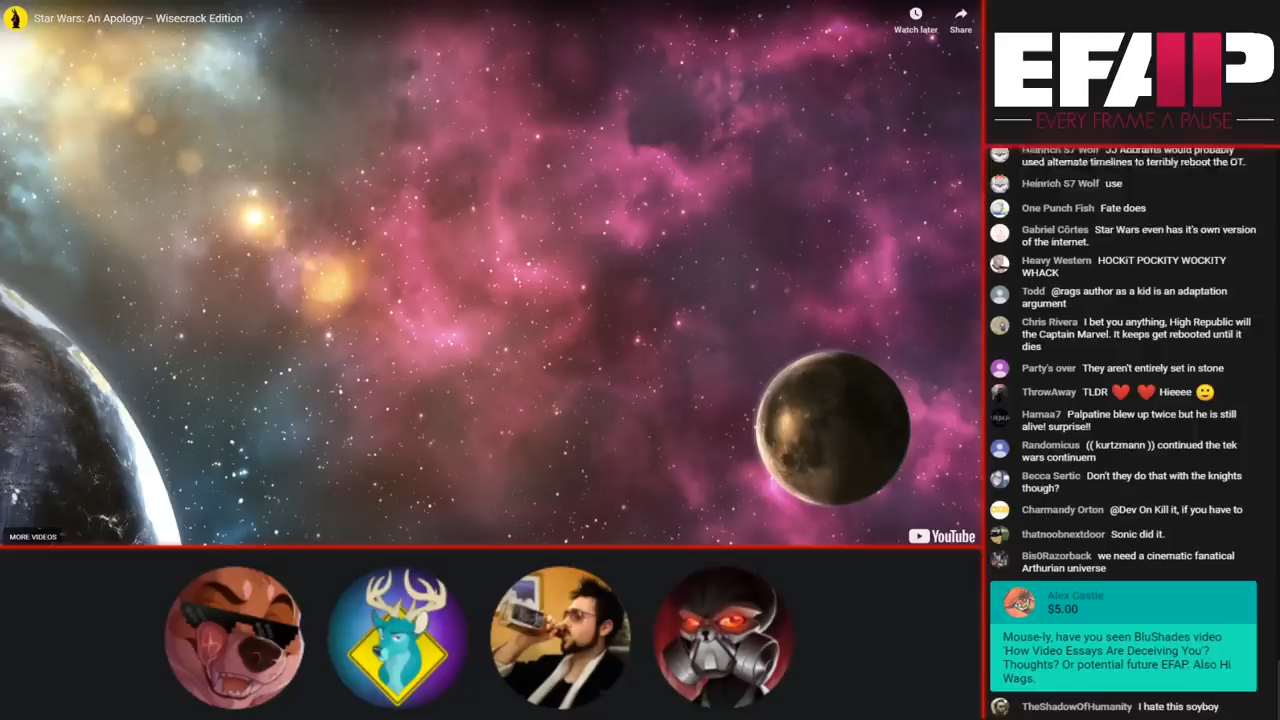 Star Wars: An Apology – Wisecrack Edition
Watch later
Share
MORE VIDEOS
YouTube
EFAP
EVERY FRAME A PAUSE
Heinrich S7 Wolf JJ Abbrams would probably
used alternate timelines to terribly reboot the OT.
Heinrich S7 Wolf use
One Punch Fish Fate does
Gabriel Côrtes Star Wars even has it's own version
of the internet.
Heavy Western HOCKiT POCKITY WOCKITY
WHACK
Todd @rags author as a kid is an adaptation
argument
Chris Rivera I bet you anything, High Republic will
the Captain Marvel. It keeps get rebooted until it
dies
Party's over They aren't entirely set in stone
ThrowAway TLDR ❤️ ❤️ Hieeee 🙂
Hamaa7 Palpatine blew up twice but he is still
alive! surprise!!
Randomicus (( kurtzmann )) continued the tek
wars continuem
Becca Sertic Don't they do that with the knights
though?
Charmandy Orton @Dev On Kill it, if you have to
thatnoobnextdoor Sonic did it.
Bis0Razorback we need a cinematic fanatical
Arthurian universe
Alex Castle
$5.00
Mouse-ly, have you seen BluShades video
'How Video Essays Are Deceiving You'?
Thoughts? Or potential future EFAP. Also Hi
Wags.
TheShadowOfHumanity I hate this soyboy